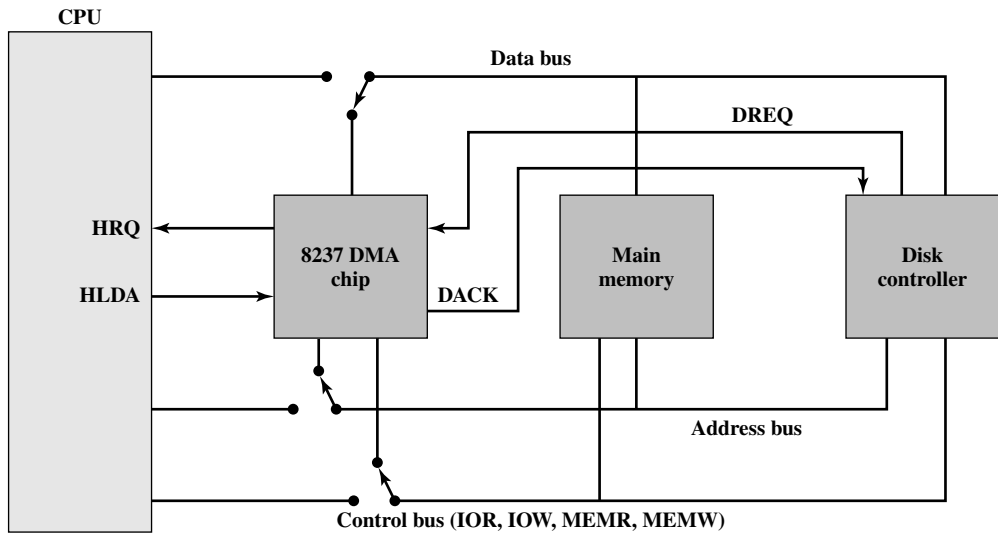 CPU
Data bus
DREQ
HRQ
8237 DMA
chip
Main
memory
Disk
controller
HLDA
DACK
Address bus
Control bus (IOR, IOW, MEMR, MEMW)